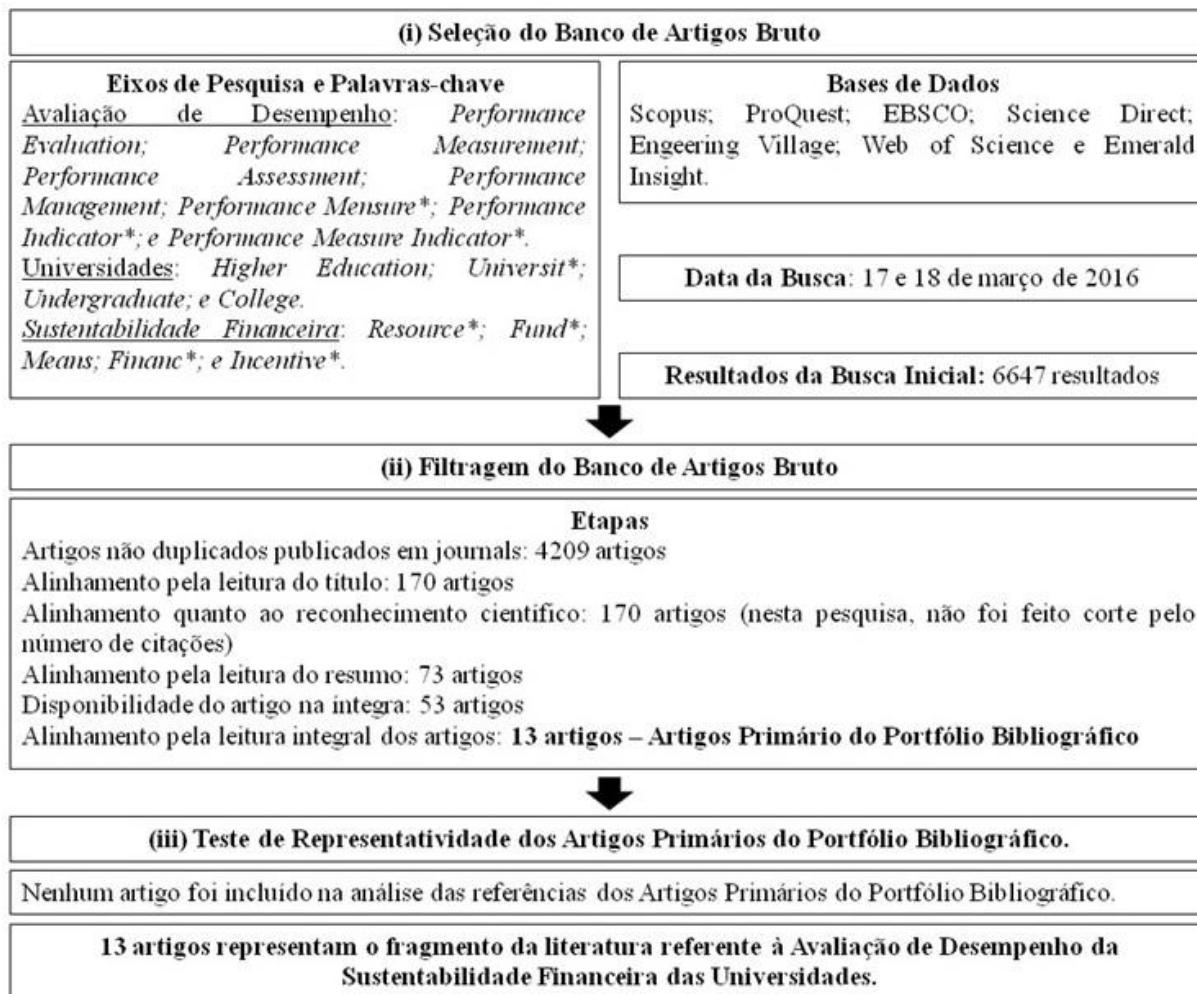 (i) Seleção do Banco de Artigos Bruto
Eixos de Pesquisa e Palavras-chave
Avaliação de Desempenho: Performance
Evaluation; Performance Measurement;
Performance Assessment; Performance
Management; Performance Mensure*; Performance
Indicator*; e Performance Measure Indicator*.
Universidades: Higher Education; Universit*;
Undergraduate; e College.
Sustentabilidade Financeira: Resource*; Fund*;
Means; Financ*; e Incentive*.
Bases de Dados
Scopus; ProQuest; EBSCO; Science Direct;
Engeering Village; Web of Science e Emerald
Insight.
Data da Busca: 17 e 18 de março de 2016
Resultados da Busca Inicial: 6647 resultados
(ii) Filtragem do Banco de Artigos Bruto
Etapas
Artigos não duplicados publicados em journals: 4209 artigos
Alinhamento pela leitura do título: 170 artigos
Alinhamento quanto ao reconhecimento científico: 170 artigos (nesta pesquisa, não foi feito corte pelo
número de citações)
Alinhamento pela leitura do resumo: 73 artigos
Disponibilidade do artigo na íntegra: 53 artigos
Alinhamento pela leitura integral dos artigos: 13 artigos – Artigos Primário do Portfólio Bibliográfico
(iii) Teste de Representatividade dos Artigos Primários do Portfólio Bibliográfico.
Nenhum artigo foi incluído na análise das referências dos Artigos Primários do Portfólio Bibliográfico.
13 artigos representam o fragmento da literatura referente à Avaliação de Desempenho da
Sustentabilidade Financeira das Universidades.